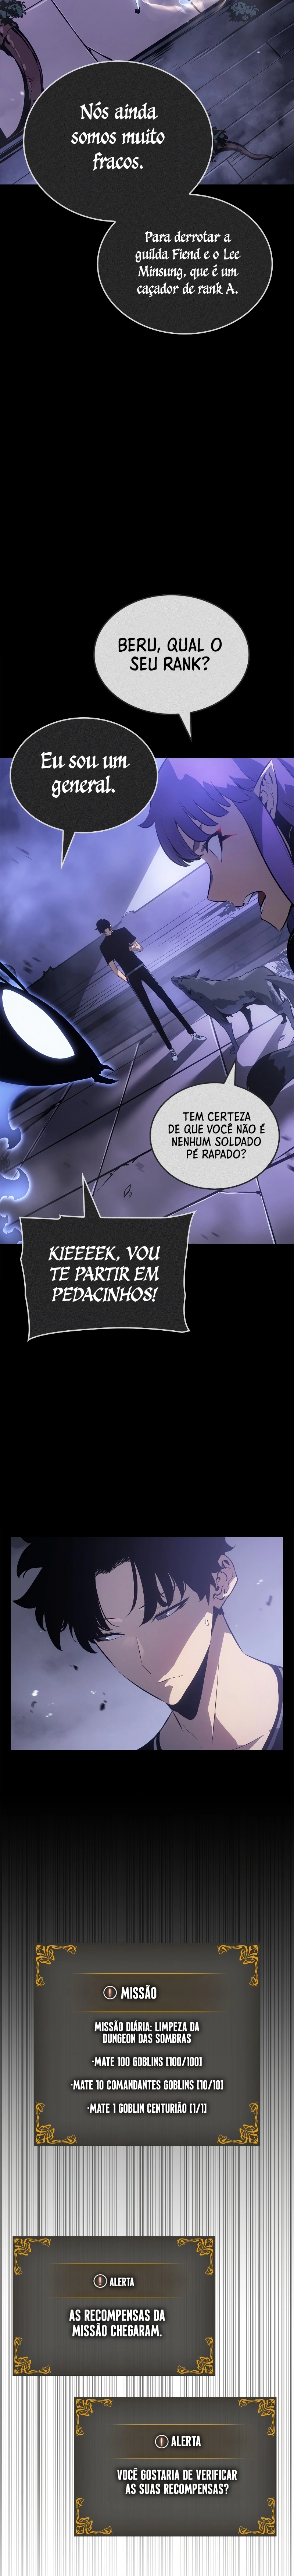 Nós ainda
somos muito
fracos.
Para derrotar a
guilda Fiend e o Lee
Minsung, que é um
caçador de rank A.
BERU, QUAL O
SEU RANK?
Eu sou um
general.
TEM CERTEZA
DE QUE VOCÊ NÃO É
NENHUM SOLDADO
PÉ RAPADO?
KIEEEEK, VOU
TE PARTIR EM
PEDACINHOS!
! MISSÃO
MISSÃO DIÁRIA: LIMPEZA DA
DUNGEON DAS SOMBRAS
·MATE 100 GOBLINS [100/100]
·MATE 10 COMANDANTES GOBLINS [10/10]
·MATE 1 GOBLIN CENTURIÃO [1/1]
! ALERTA
AS RECOMPENSAS DA
MISSÃO CHEGARAM.
! ALERTA
VOCÊ GOSTARIA DE VERIFICAR
AS SUAS RECOMPENSAS?